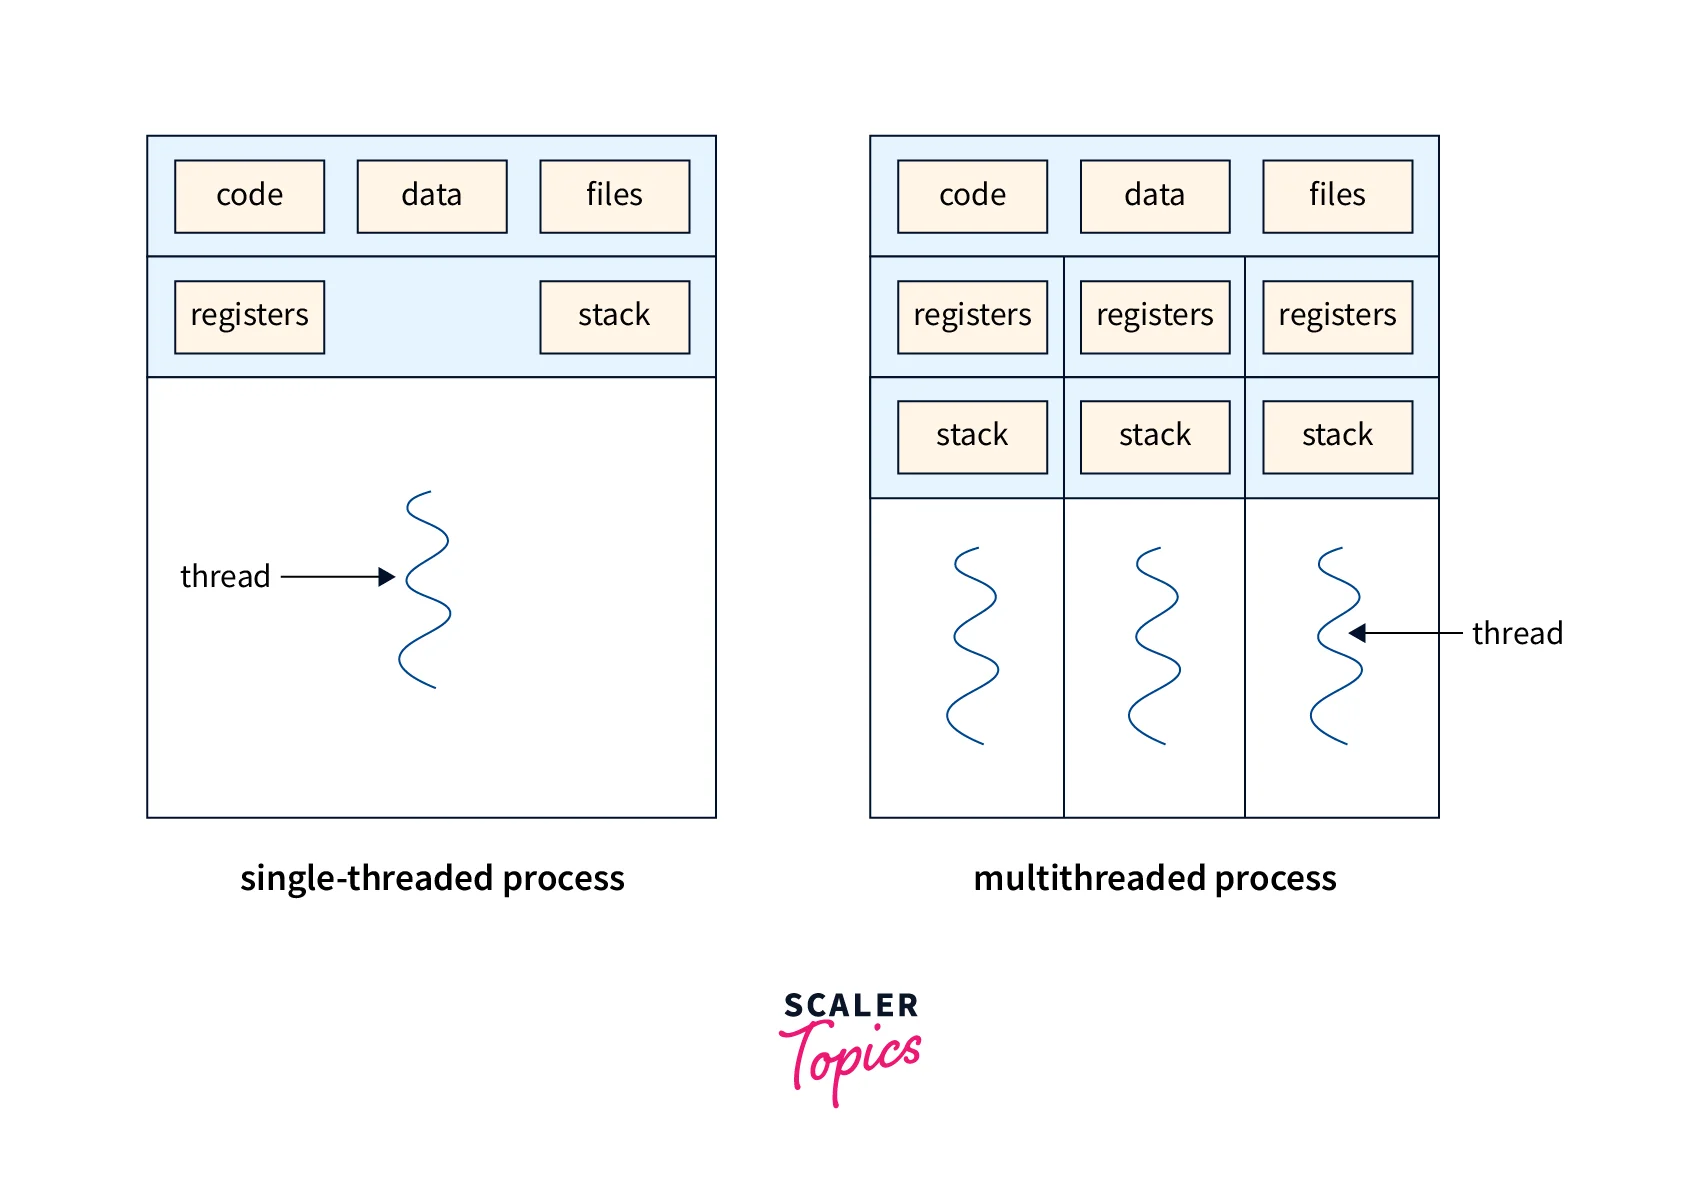 code data files
registers stack
thread
single-threaded process
code data files
registers registers registers
stack stack stack
thread
multithreaded process
SCALER
Topics